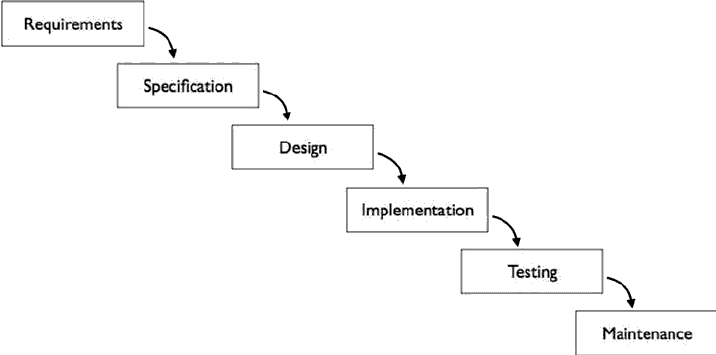 Requirements
Specification
Design
Implementation
Testing
Maintenance